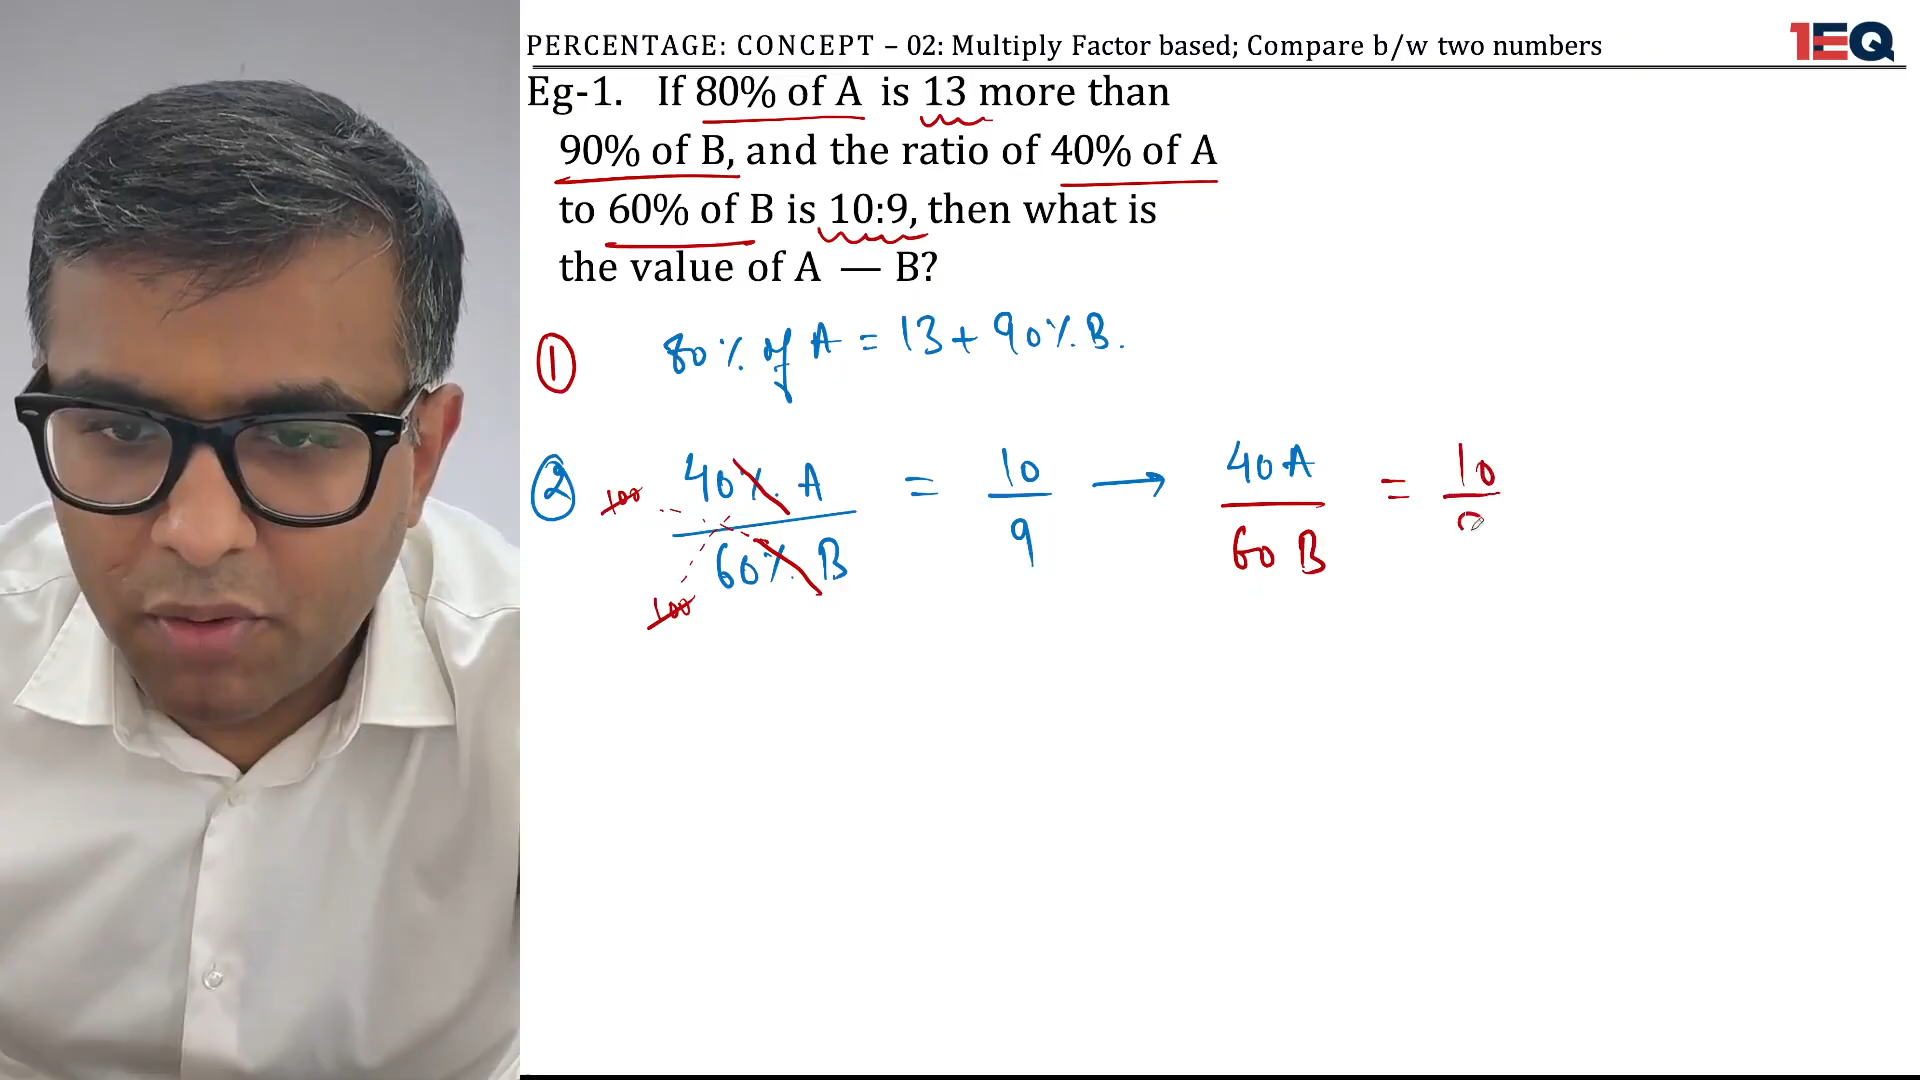 PERCENTAGE: CONCEPT – 02: Multiply Factor based; Compare b/w two numbers
1EQ
Eg-1. If 80% of A is 13 more than
90% of B, and the ratio of 40% of A
to 60% of B is 10:9, then what is
the value of A — B?
① 80% of A = 13 + 90% B.
② 100 40% A = 10 → 40 A = 10
60% B 9 60 B
100